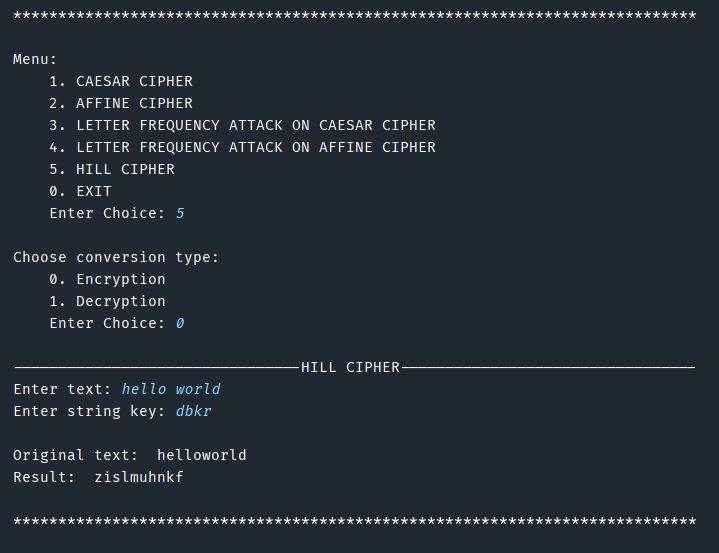 ****************************************************************************
Menu:
1. CAESAR CIPHER
2. AFFINE CIPHER
3. LETTER FREQUENCY ATTACK ON CAESAR CIPHER
4. LETTER FREQUENCY ATTACK ON AFFINE CIPHER
5. HILL CIPHER
0. EXIT
Enter Choice: 5
Choose conversion type:
0. Encryption
1. Decryption
Enter Choice: 0
--------------------------------HILL CIPHER---------------------------------
Enter text: hello world
Enter string key: dbkr
Original text:  helloworld
Result:  zislmuhnkf
****************************************************************************